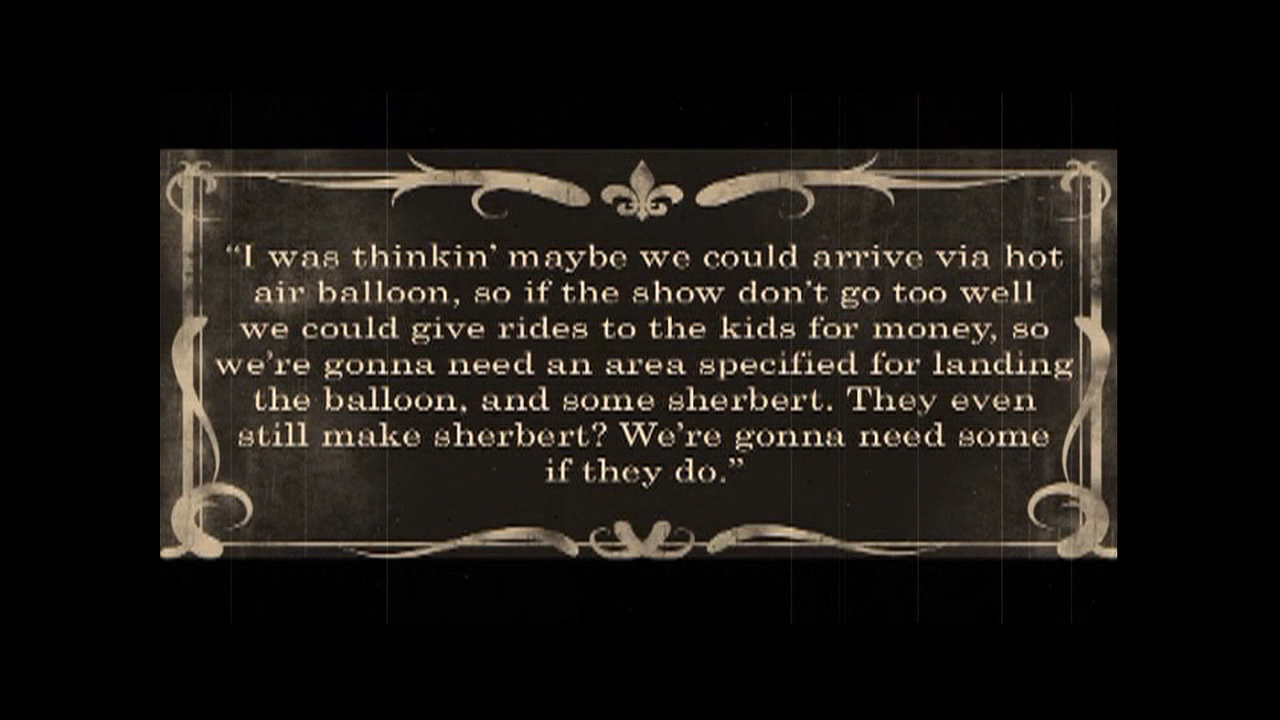 “I was thinkin’ maybe we could arrive via hot
air balloon, so if the show don’t go too well
we could give rides to the kids for money, so
we’re gonna need an area specified for landing
the balloon, and some sherbert. They even
still make sherbert? We’re gonna need some
if they do.”